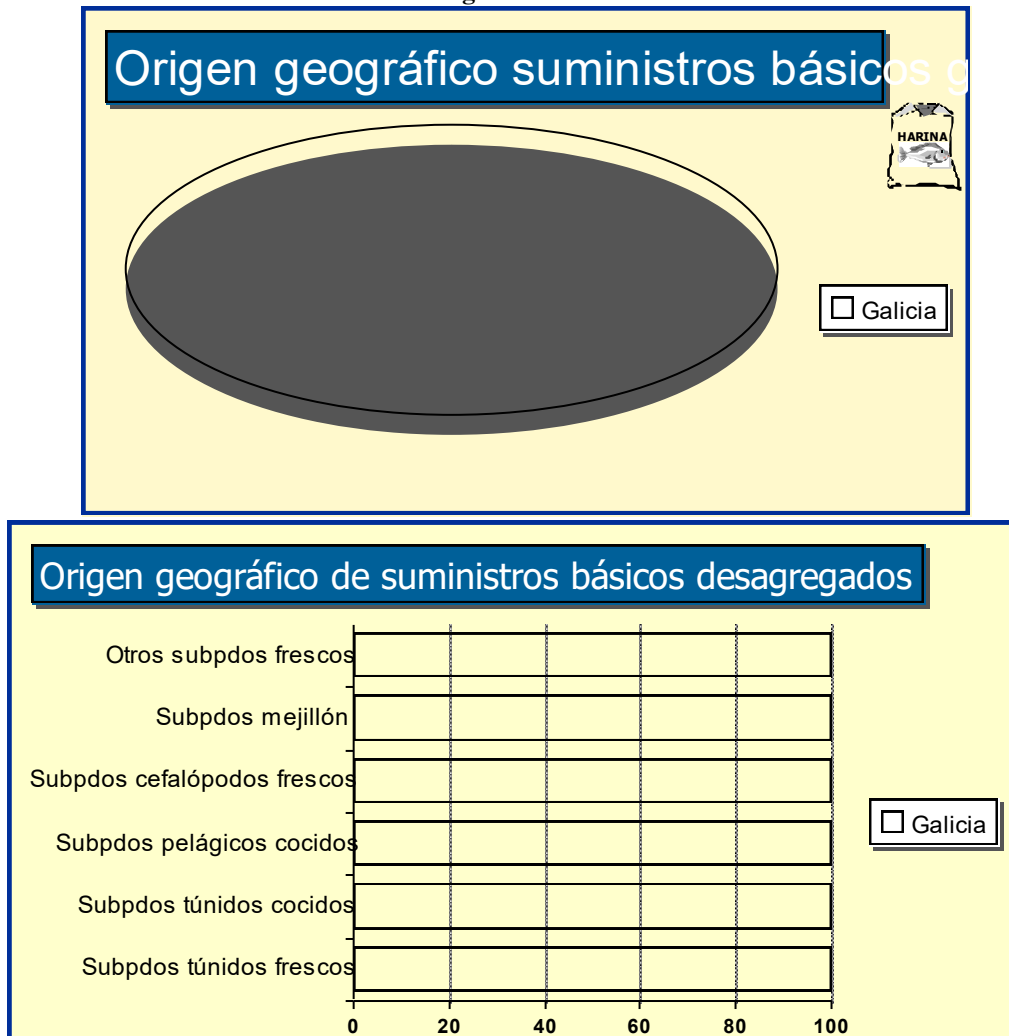 Origen geográfico suministros básicos g
HARINA
Galicia
Origen geográfico de suministros básicos desagregados
Otros subpdos frescos
Subpdos mejillón
Subpdos cefalópodos frescos
Subpdos pelágicos cocidos
Subpdos túnidos cocidos
Subpdos túnidos frescos
Galicia
0 20 40 60 80 100